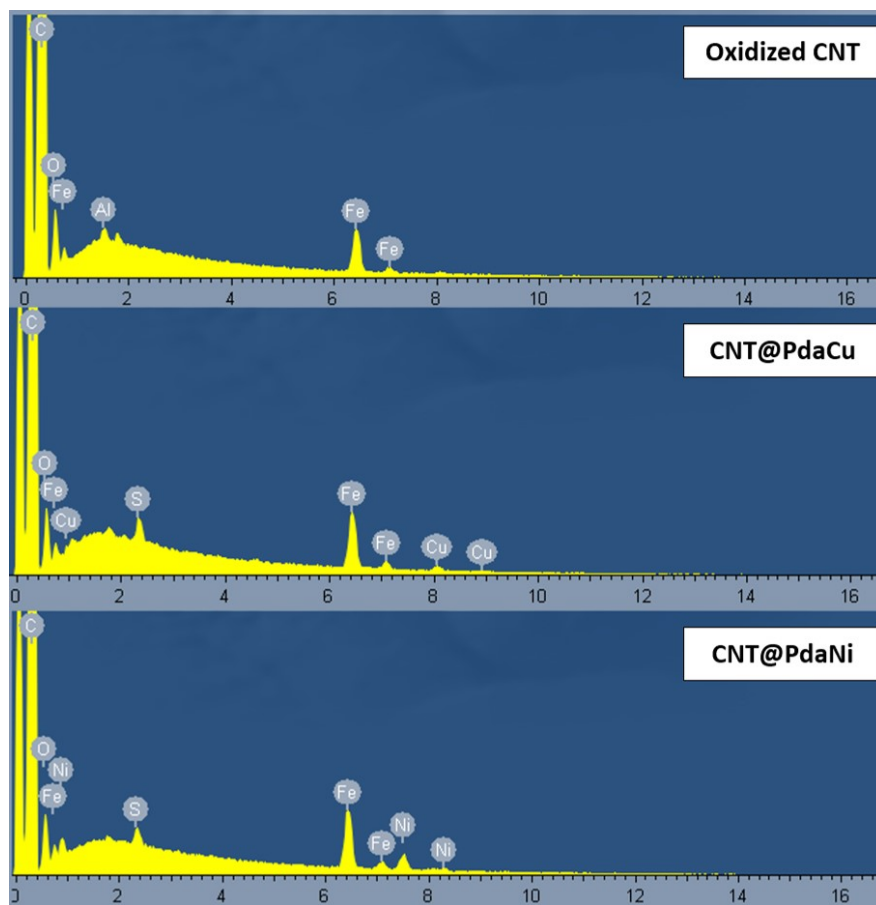 Oxidized CNT
C
O
Fe
Al
Fe
Fe
0 2 4 6 8 10 12 14 16
CNT@PdaCu
C
O
Fe
Cu
S
Fe
Fe
Cu
Cu
0 2 4 6 8 10 12 14 16
CNT@PdaNi
C
O
Ni
Fe
S
Fe
Fe
Ni
Ni
0 2 4 6 8 10 12 14 16